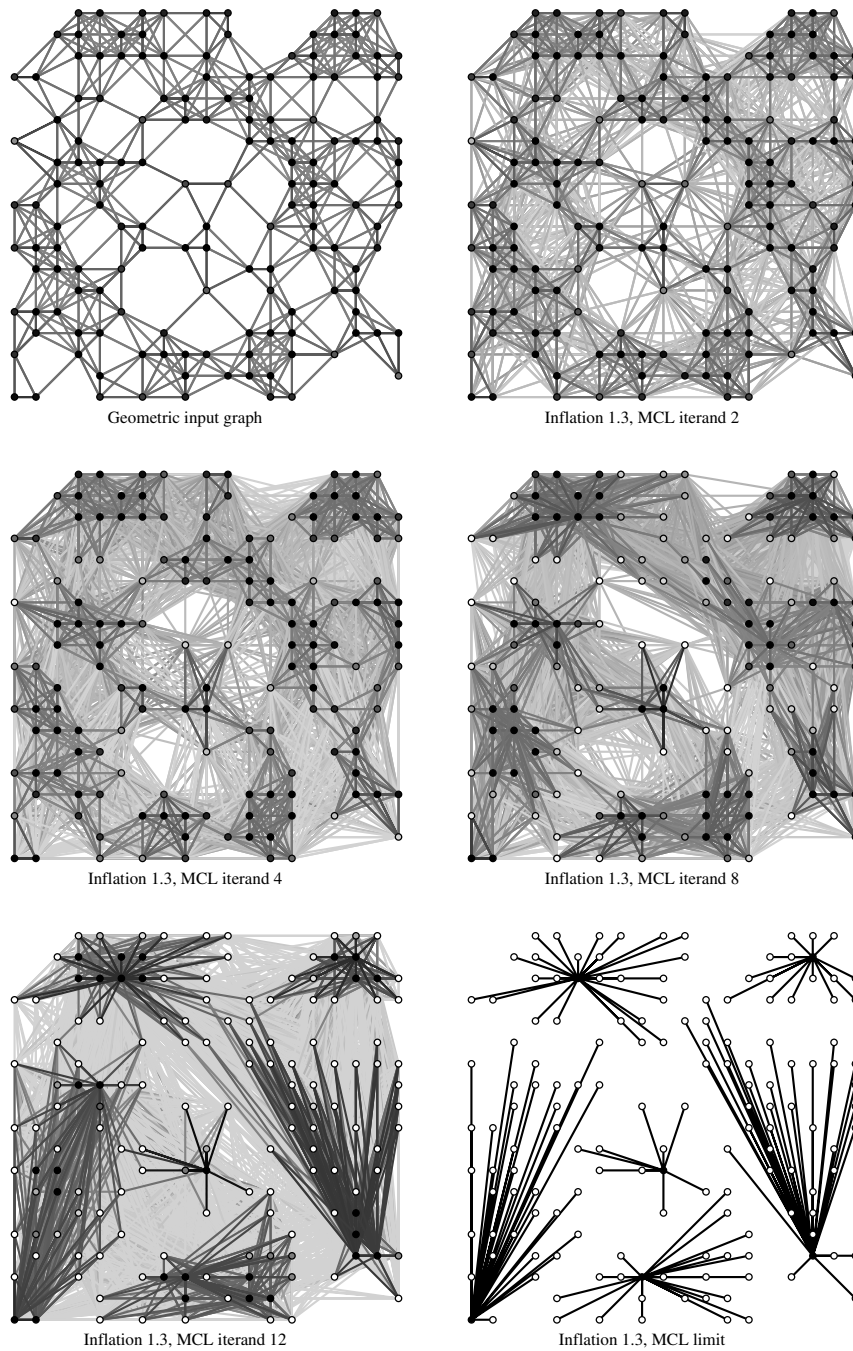 Geometric input graph
Inflation 1.3, MCL iterand 2
Inflation 1.3, MCL iterand 4
Inflation 1.3, MCL iterand 8
Inflation 1.3, MCL iterand 12
Inflation 1.3, MCL limit